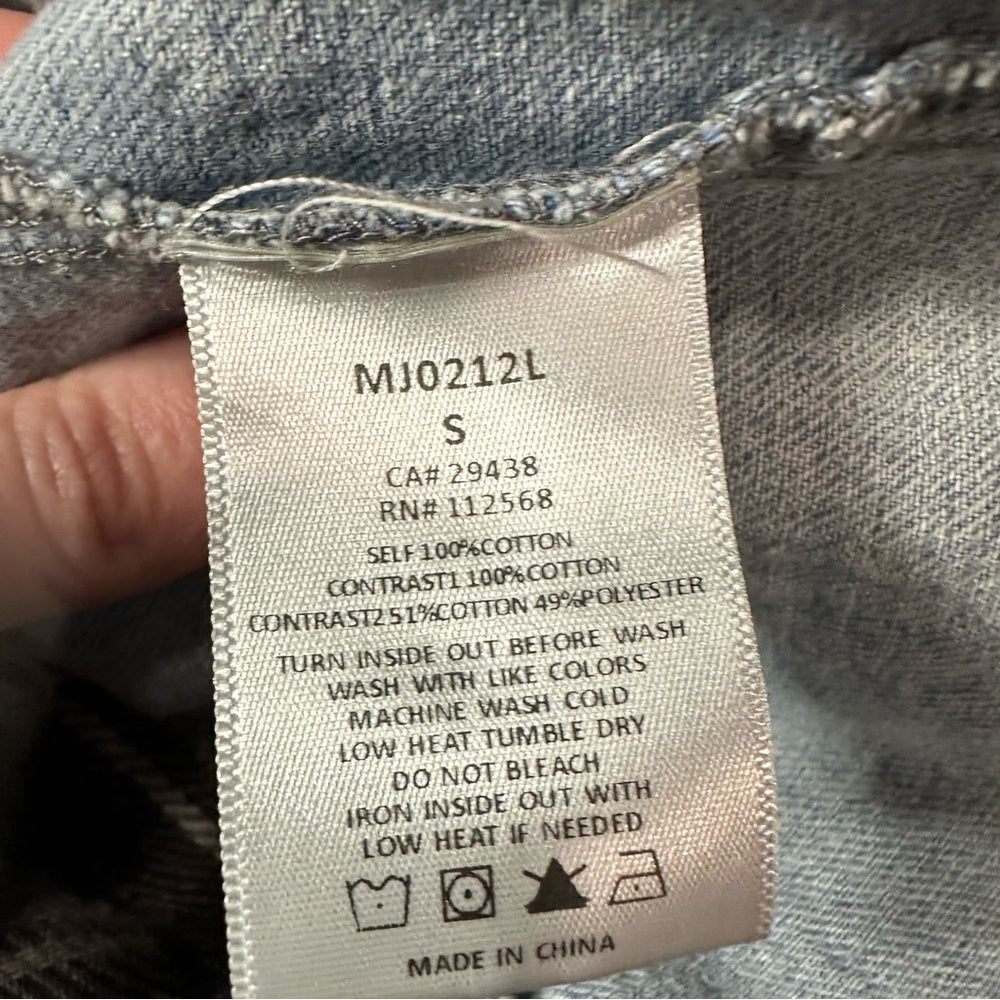 MJ0212L
S
CA# 29438
RN# 112568
SELF 100%COTTON
CONTRAST1 100%COTTON
CONTRAST2 51%COTTON 49%POLYESTER
TURN INSIDE OUT BEFORE WASH
WASH WITH LIKE COLORS
MACHINE WASH COLD
LOW HEAT TUMBLE DRY
DO NOT BLEACH
IRON INSIDE OUT WITH
LOW HEAT IF NEEDED
MADE IN CHINA